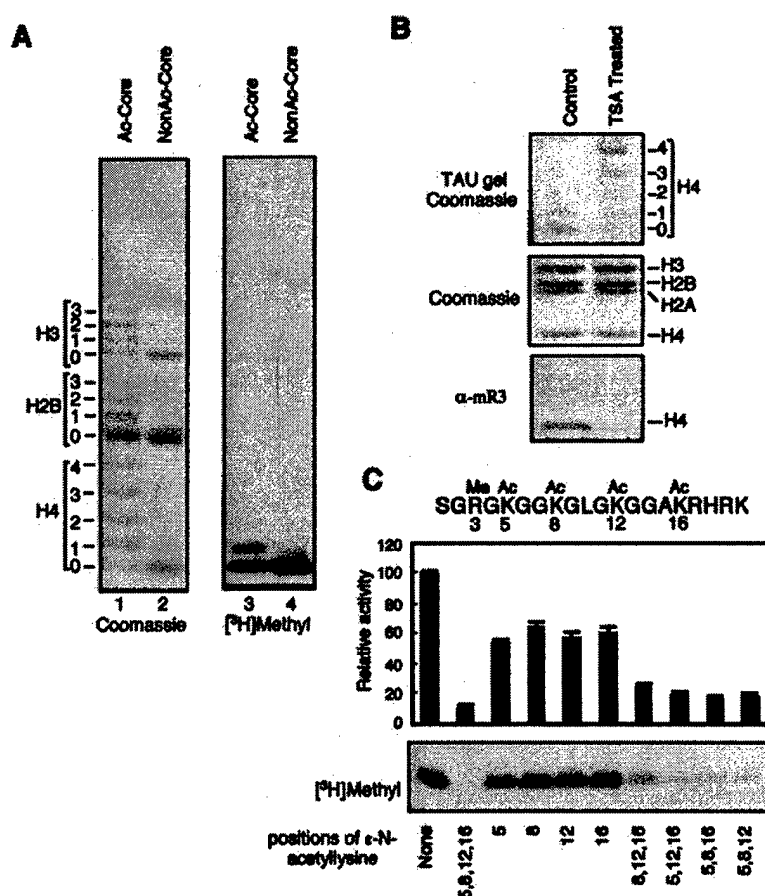 A
Ac-Core
NonAc-Core
Ac-Core
NonAc-Core
H3
3
2
1
0
H2B
3
2
1
0
H4
4
3
2
1
0
1 2
Coomassie
3 4
[³H]Methyl
B
Control
TSA Treated
TAU gel
Coomassie
4
3
2
1
0
H4
Coomassie
H3
H2B
H2A
H4
α-mR3
H4
C
Me Ac Ac Ac Ac
SGRGKGGKGLGKGGAKRHRK
3 5 8 12 16
Relative activity
120
100
80
60
40
20
0
[³H]Methyl
positions of ε-N-
acetyllysine
None
5,8,12,16
5
8
12
16
8,12,16
5,12,16
5,8,16
5,8,12